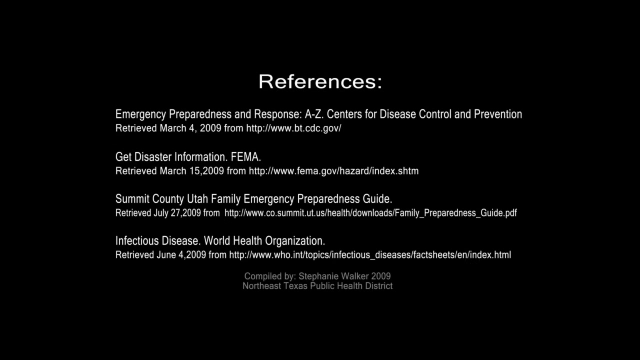 References:
Emergency Preparedness and Response: A-Z. Centers for Disease Control and Prevention
Retrieved March 4, 2009 from http://www.bt.cdc.gov/
Get Disaster Information. FEMA.
Retrieved March 15,2009 from http://www.fema.gov/hazard/index.shtm
Summit County Utah Family Emergency Preparedness Guide.
Retrieved July 27,2009 from http://www.co.summit.ut.us/health/downloads/Family_Preparedness_Guide.pdf
Infectious Disease. World Health Organization.
Retrieved June 4,2009 from http://www.who.int/topics/infectious_diseases/factsheets/en/index.html
Compiled by: Stephanie Walker 2009
Northeast Texas Public Health District